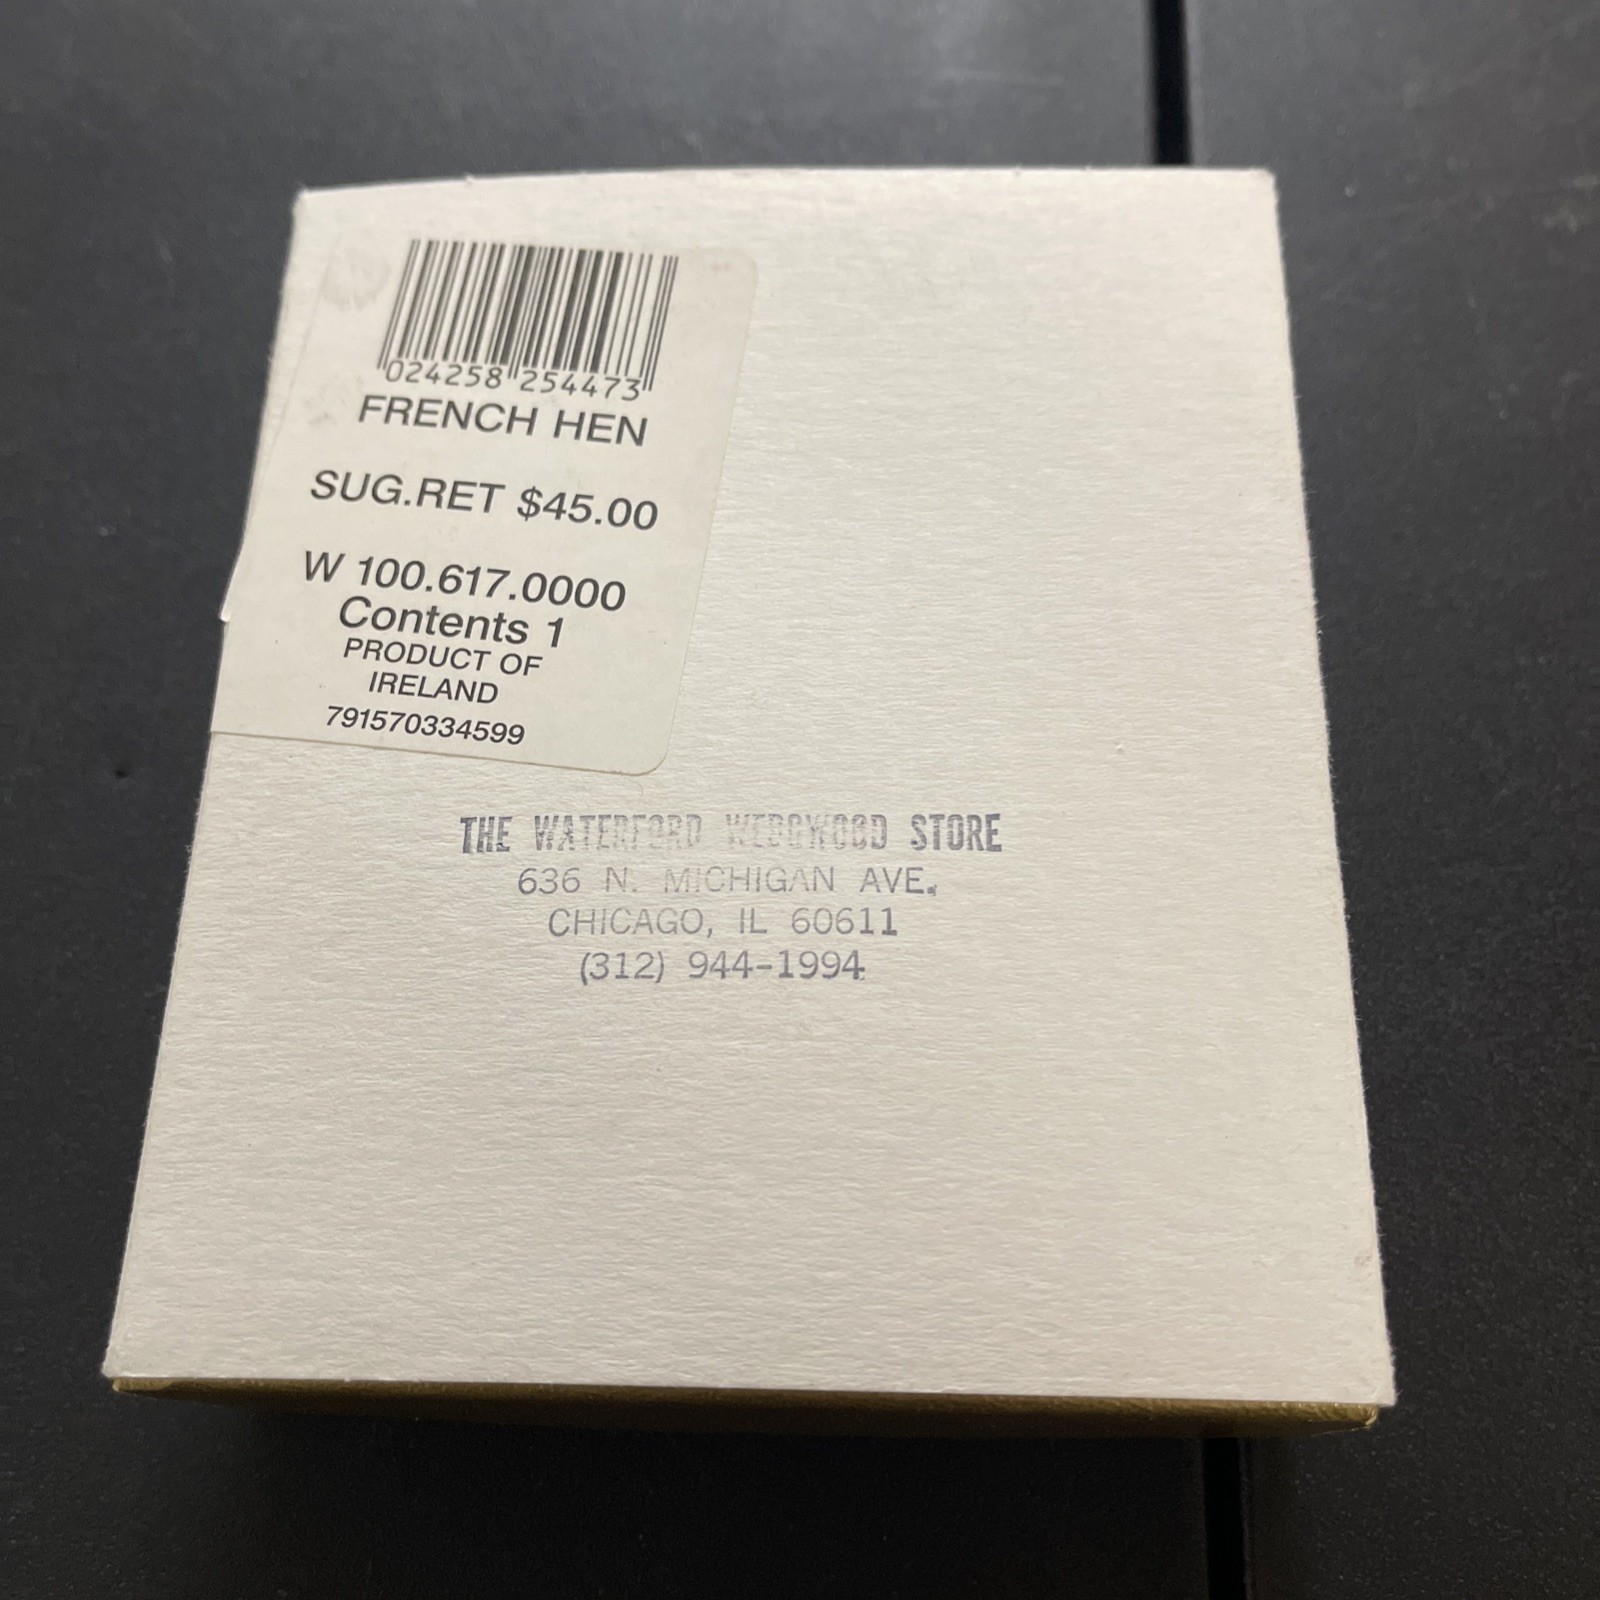 024258 254473
FRENCH HEN
SUG.RET $45.00
W 100.617.0000
Contents 1
PRODUCT OF
IRELAND
791570334599
THE WATERFORD WEDGWOOD STORE
636 N. MICHIGAN AVE.
CHICAGO, IL 60611
(312) 944-1994